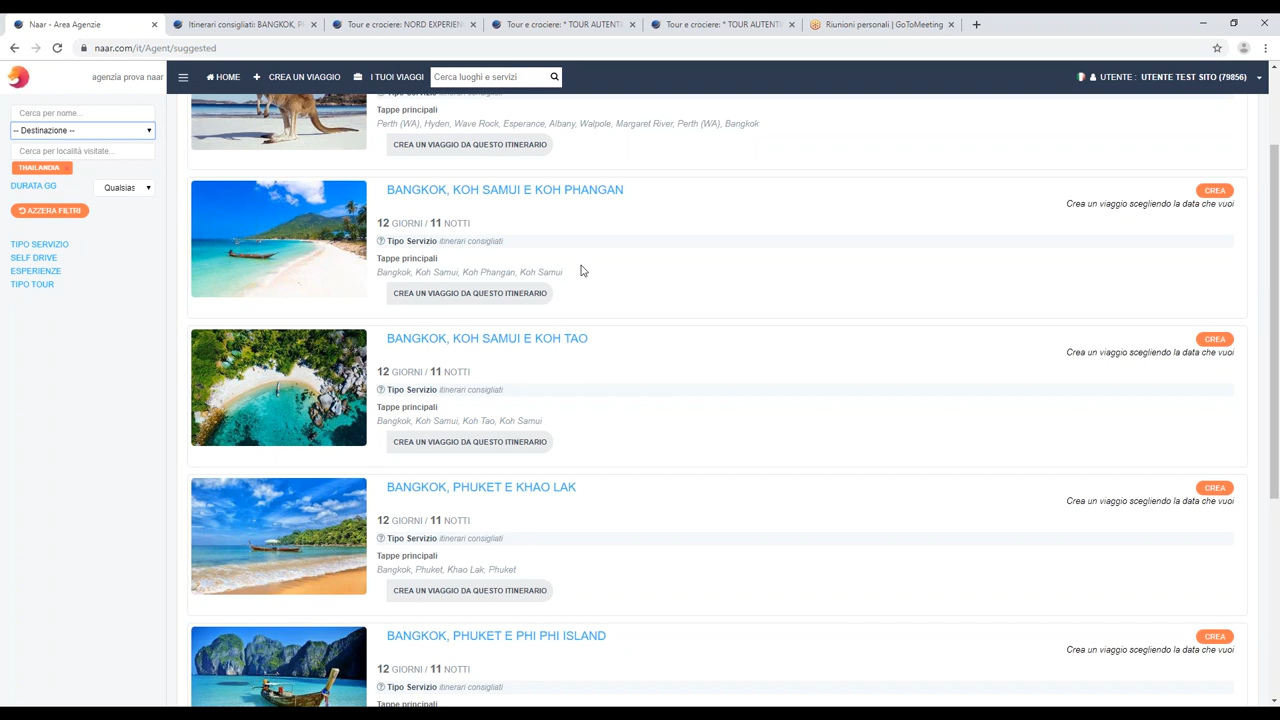 Naar - Area Agenzie
Itinerari consigliati: BANGKOK, P
Tour e crociere: NORD EXPERIEN
Tour e crociere: * TOUR AUTENT
Tour e crociere: * TOUR AUTENT
Riunioni personali | GoToMeeting
naar.com/it/Agent/suggested
agenzia prova naar
HOME
CREA UN VIAGGIO
I TUOI VIAGGI
Cerca luoghi e servizi
UTENTE : UTENTE TEST SITO (79856)
Cerca per nome...
-- Destinazione --
Cerca per località visitate...
THAILANDIA
DURATA GG
Qualsias
AZZERA FILTRI
TIPO SERVIZIO
SELF DRIVE
ESPERIENZE
TIPO TOUR
Tipo Servizio itinerari consigliati
Tappe principali
Perth (WA), Hyden, Wave Rock, Esperance, Albany, Walpole, Margaret River, Perth (WA), Bangkok
CREA UN VIAGGIO DA QUESTO ITINERARIO
BANGKOK, KOH SAMUI E KOH PHANGAN
CREA
Crea un viaggio scegliendo la data che vuoi
12 GIORNI / 11 NOTTI
Tipo Servizio itinerari consigliati
Tappe principali
Bangkok, Koh Samui, Koh Phangan, Koh Samui
CREA UN VIAGGIO DA QUESTO ITINERARIO
BANGKOK, KOH SAMUI E KOH TAO
CREA
Crea un viaggio scegliendo la data che vuoi
12 GIORNI / 11 NOTTI
Tipo Servizio itinerari consigliati
Tappe principali
Bangkok, Koh Samui, Koh Tao, Koh Samui
CREA UN VIAGGIO DA QUESTO ITINERARIO
BANGKOK, PHUKET E KHAO LAK
CREA
Crea un viaggio scegliendo la data che vuoi
12 GIORNI / 11 NOTTI
Tipo Servizio itinerari consigliati
Tappe principali
Bangkok, Phuket, Khao Lak, Phuket
CREA UN VIAGGIO DA QUESTO ITINERARIO
BANGKOK, PHUKET E PHI PHI ISLAND
CREA
Crea un viaggio scegliendo la data che vuoi
12 GIORNI / 11 NOTTI
Tipo Servizio itinerari consigliati
Tappe principali